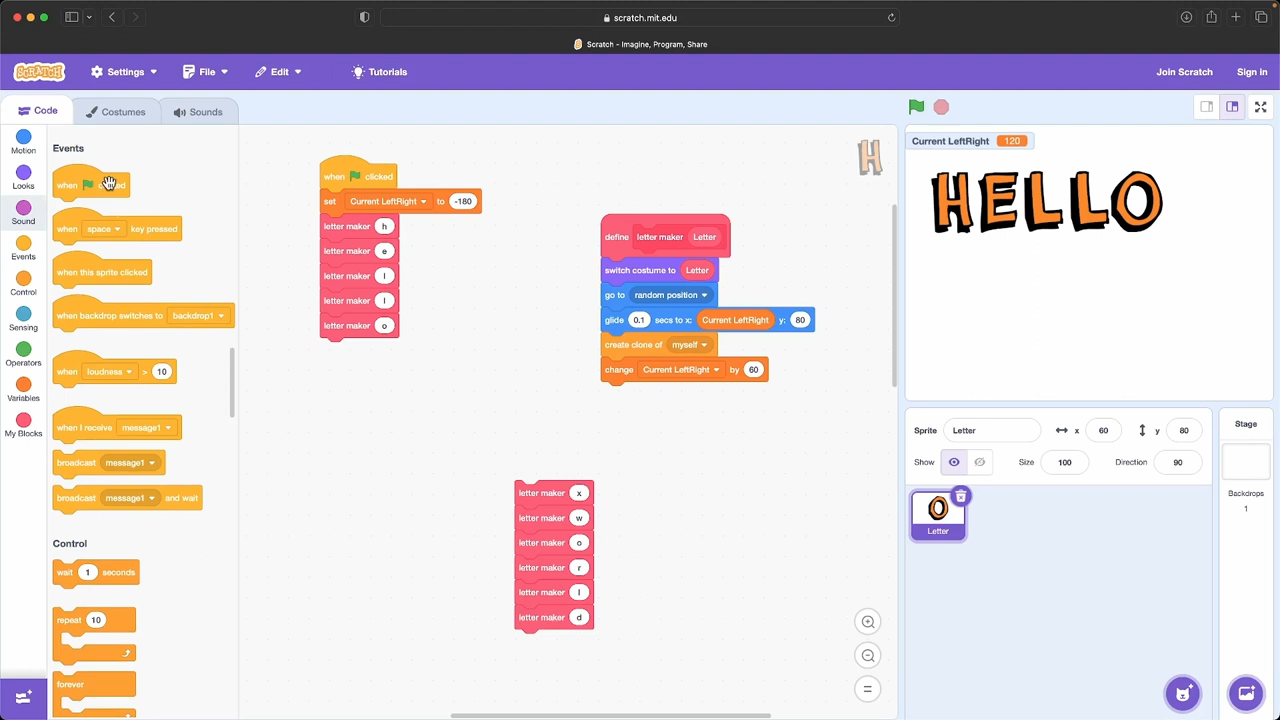 scratch.mit.edu
Scratch - Imagine, Program, Share
SCRATCH Settings File Edit Tutorials Join Scratch Sign in
Code Costumes Sounds
Motion
Looks
Sound
Events
Control
Sensing
Operators
Variables
My Blocks
Events
when clicked
when space key pressed
when this sprite clicked
when backdrop switches to backdrop1
when loudness > 10
when I receive message1
broadcast message1
broadcast message1 and wait
Control
wait 1 seconds
repeat 10
forever
when clicked
set Current LeftRight to -180
letter maker h
letter maker e
letter maker l
letter maker l
letter maker o
define letter maker Letter
switch costume to Letter
go to random position
glide 0.1 secs to x: Current LeftRight y: 80
create clone of myself
change Current LeftRight by 60
letter maker x
letter maker w
letter maker o
letter maker r
letter maker l
letter maker d
H
Current LeftRight 120
HELLO
Sprite Letter x 60 y 80
Show Size 100 Direction 90
O
Letter
Stage
Backdrops
1